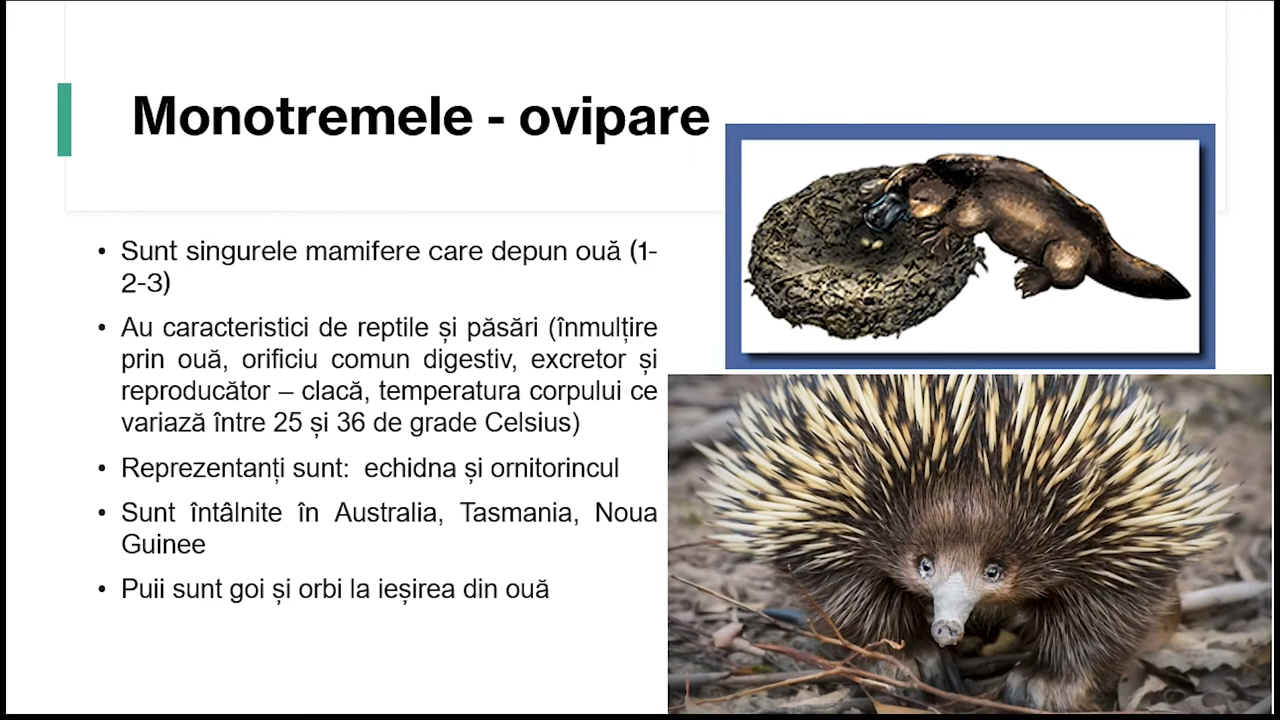 Monotremele - ovipare
• Sunt singurele mamifere care depun ouă (1-
2-3)
• Au caracteristici de reptile și păsări (înmulțire
prin ouă, orificiu comun digestiv, excretor și
reproducător – clacă, temperatura corpului ce
variază între 25 și 36 de grade Celsius)
• Reprezentanți sunt:  echidna și ornitorincul
• Sunt întâlnite în Australia, Tasmania, Noua
Guinee
• Puii sunt goi și orbi la ieșirea din ouă